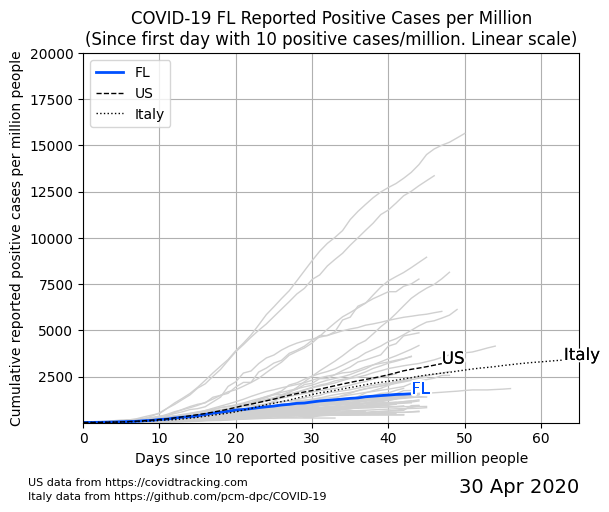 COVID-19 FL Reported Positive Cases per Million
(Since first day with 10 positive cases/million. Linear scale)
Cumulative reported positive cases per million people
20000
17500
15000
12500
10000
7500
5000
2500
FL
US
Italy
US
Italy
FL
0
10
20
30
40
50
60
Days since 10 reported positive cases per million people
US data from https://covidtracking.com
Italy data from https://github.com/pcm-dpc/COVID-19
30 Apr 2020